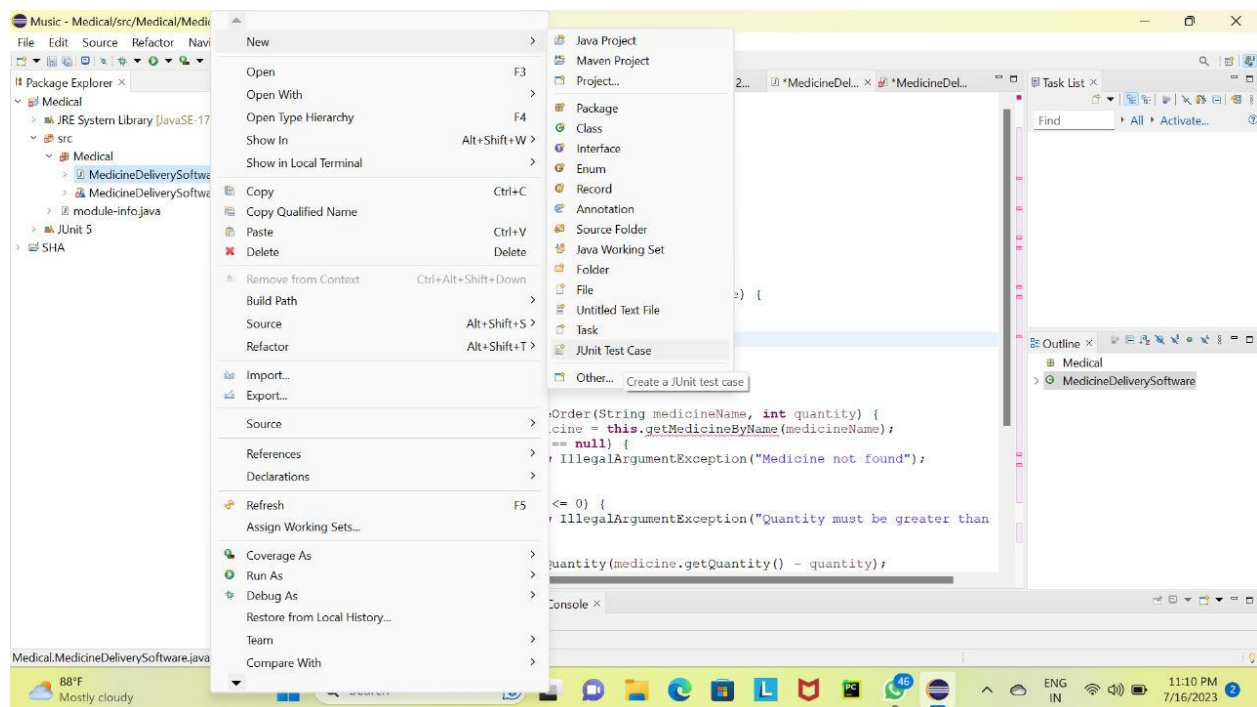 Music - Medical/src/Medical/Medic
File Edit Source Refactor Navi
Package Explorer ×
Medical
JRE System Library [JavaSE-17
src
Medical
MedicineDeliverySoftwa
MedicineDeliverySoftwa
module-info.java
JUnit 5
SHA
New
Open F3
Open With
Open Type Hierarchy F4
Show In Alt+Shift+W
Show in Local Terminal
Copy Ctrl+C
Copy Qualified Name
Paste Ctrl+V
Delete Delete
Remove from Context Ctrl+Alt+Shift+Down
Build Path
Source Alt+Shift+S
Refactor Alt+Shift+T
Import...
Export...
Source
References
Declarations
Refresh F5
Assign Working Sets...
Coverage As
Run As
Debug As
Restore from Local History...
Team
Compare With
Java Project
Maven Project
Project...
Package
Class
Interface
Enum
Record
Annotation
Source Folder
Java Working Set
Folder
File
Untitled Text File
Task
JUnit Test Case
Other...
Create a JUnit test case
2... *MedicineDel... × *MedicineDel...
e) {
Order(String medicineName, int quantity) {
cine = this.getMedicineByName(medicineName);
== null) {
IllegalArgumentException("Medicine not found");
<= 0) {
IllegalArgumentException("Quantity must be greater than
Quantity(medicine.getQuantity() - quantity);
Console ×
Task List ×
Find All Activate...
Outline ×
Medical
MedicineDeliverySoftware
Medical.MedicineDeliverySoftware.java
88°F
Mostly cloudy
46
ENG
IN
11:10 PM
7/16/2023
2